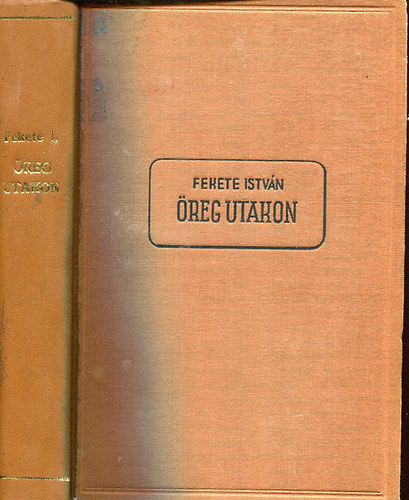 Fekete I.
ÖREG
UTAKON
FEKETE ISTVÁN
ÖREG UTAKON